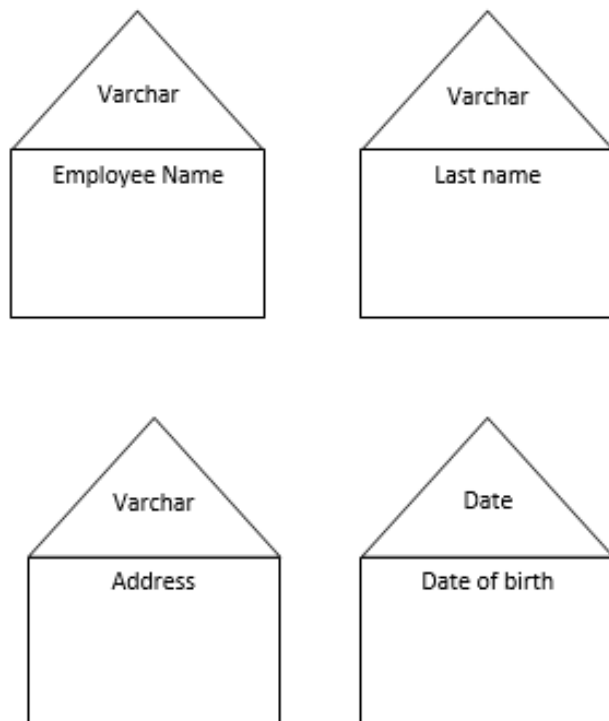 Varchar
Varchar
Employee Name
Last name
Varchar
Date
Address
Date of birth